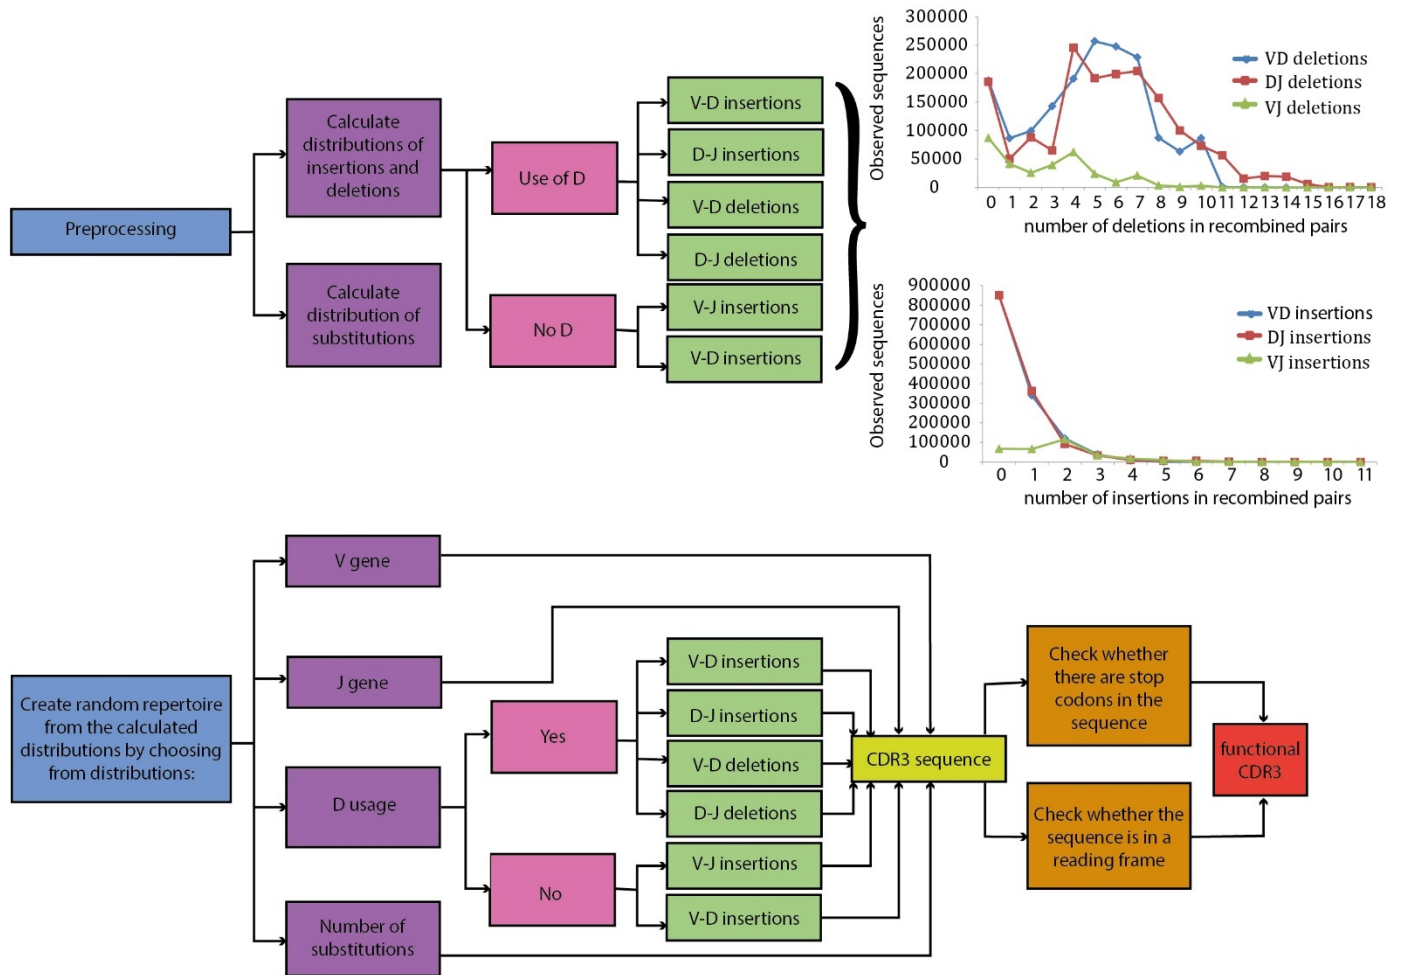 Preprocessing
Calculate
distributions of
insertions and
deletions
Calculate
distribution of
substitutions
Use of D
No D
V-D insertions
D-J insertions
V-D deletions
D-J deletions
V-J insertions
V-D insertions
Observed sequences
300000
250000
200000
150000
100000
50000
0
0 1 2 3 4 5 6 7 8 9 10 11 12 13 14 15 16 17 18
number of deletions in recombined pairs
VD deletions
DJ deletions
VJ deletions
Observed sequences
900000
800000
700000
600000
500000
400000
300000
200000
100000
0
0 1 2 3 4 5 6 7 8 9 10 11
number of insertions in recombined pairs
VD insertions
DJ insertions
VJ insertions
Create random repertoire
from the calculated
distributions by choosing
from distributions:
V gene
J gene
D usage
Number of
substitutions
Yes
No
V-D insertions
D-J insertions
V-D deletions
D-J deletions
V-J insertions
V-D insertions
CDR3 sequence
Check whether
there are stop
codons in the
sequence
Check whether the
sequence is in a
reading frame
functional
CDR3